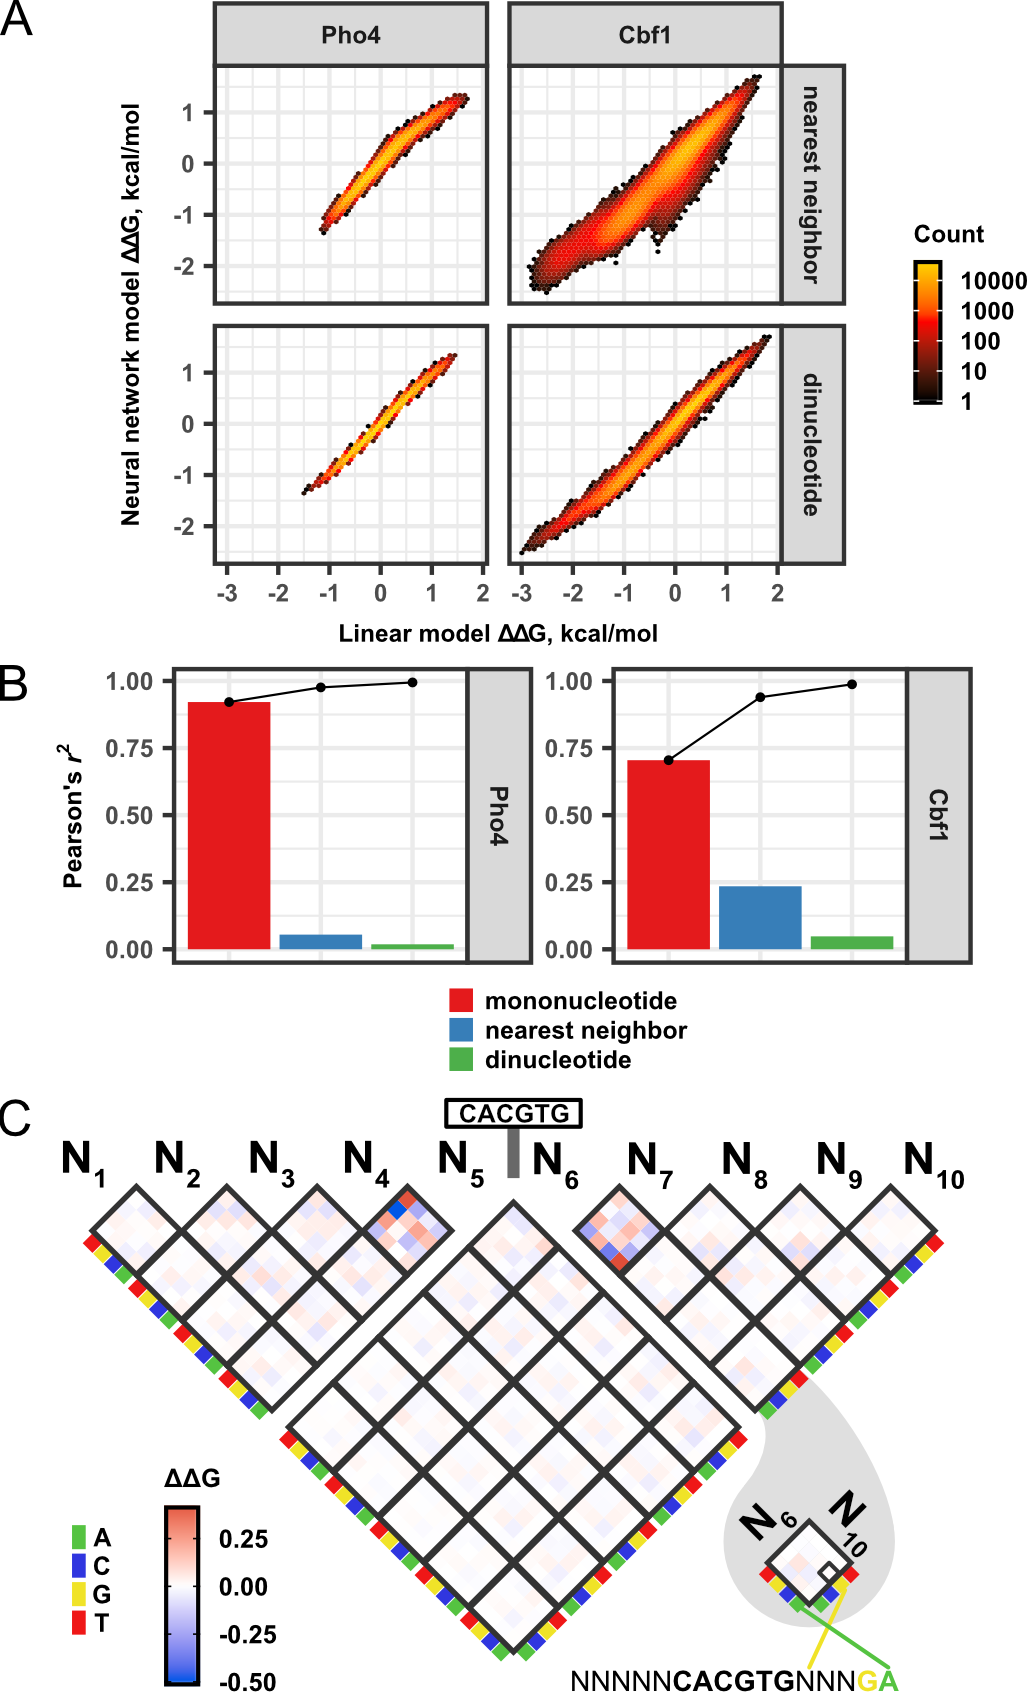 A
Pho4
Cbf1
Neural network model ΔΔG, kcal/mol
1
0
-1
-2
nearest neighbor
1
0
-1
-2
dinucleotide
-3 -2 -1 0 1 2
-3 -2 -1 0 1 2
Linear model ΔΔG, kcal/mol
Count
10000
1000
100
10
1
B
Pearson's r²
1.00
0.75
0.50
0.25
0.00
Pho4
1.00
0.75
0.50
0.25
0.00
Cbf1
mononucleotide
nearest neighbor
dinucleotide
C
CACGTG
N1 N2 N3 N4 N5 N6 N7 N8 N9 N10
ΔΔG
0.25
0.00
-0.25
-0.50
A
C
G
T
N6 N10
NNNNNCACGTGNNNGA